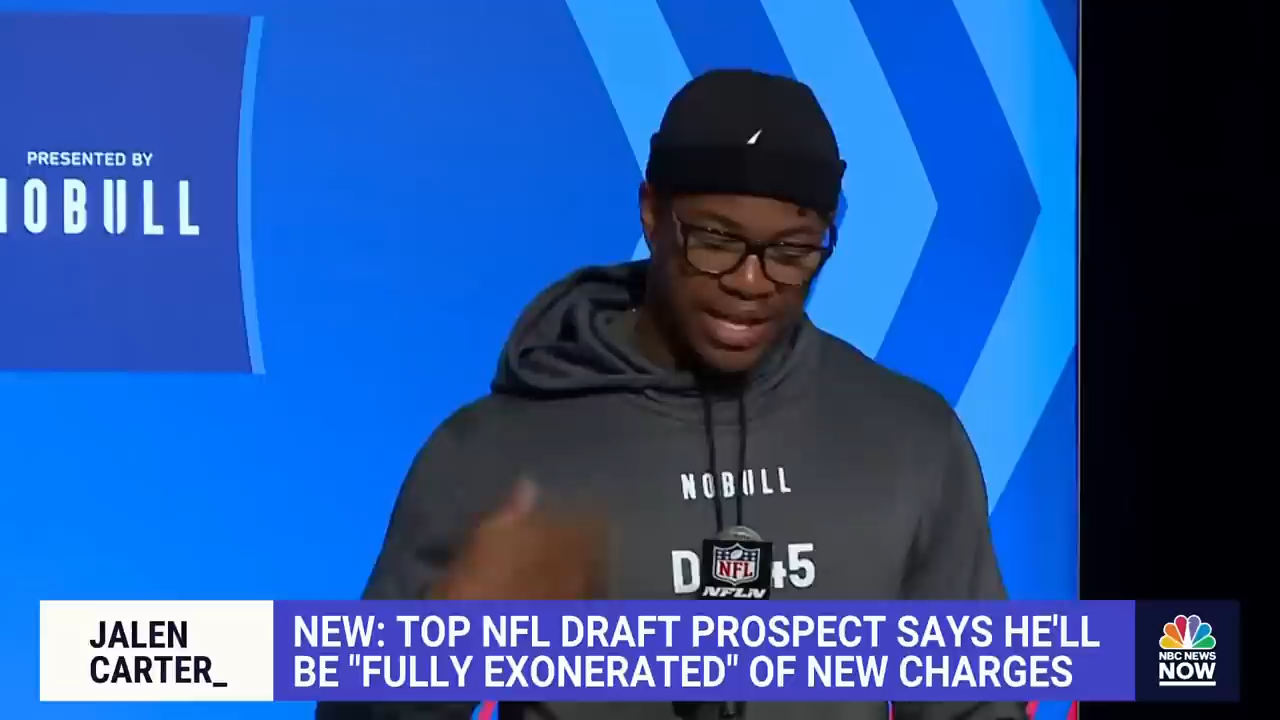 PRESENTED BY
NOBULL
NOBULL
NFL
NFLN
JALEN
CARTER_
NEW: TOP NFL DRAFT PROSPECT SAYS HE'LL
BE "FULLY EXONERATED" OF NEW CHARGES
NBC NEWS
NOW